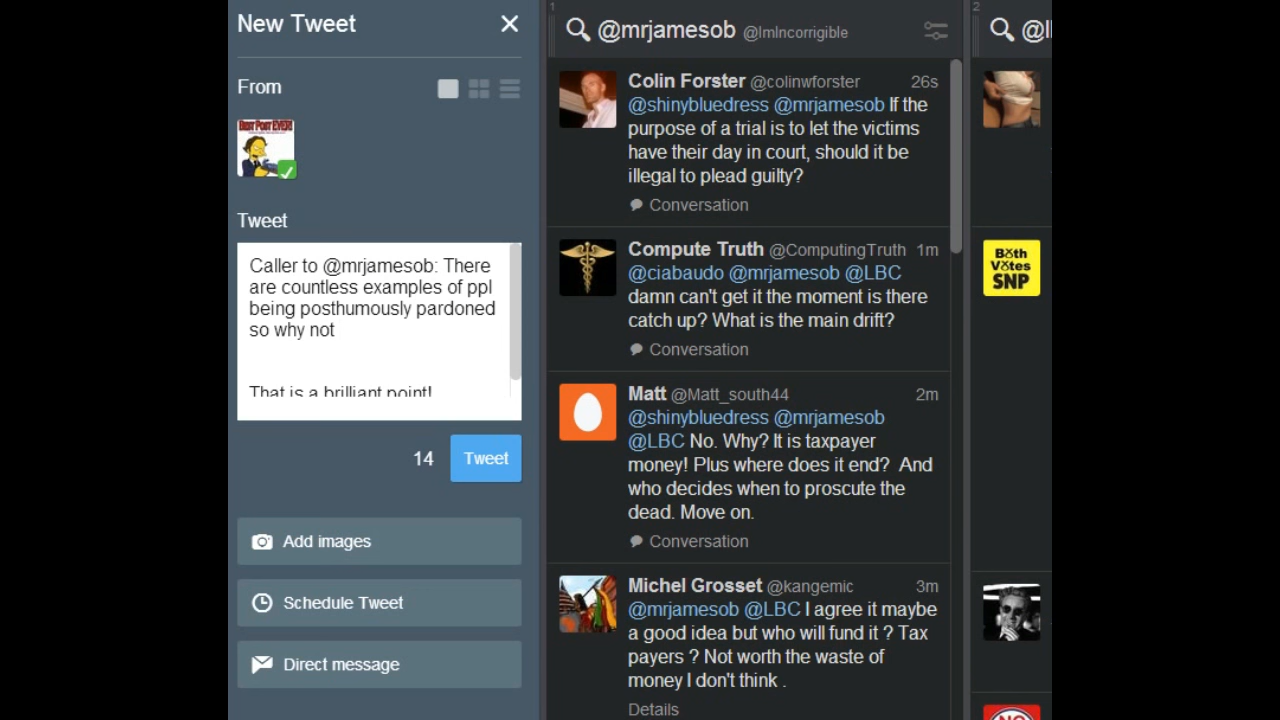 New Tweet
From
BEST POST EVER!
Tweet
Caller to @mrjamesob: There
are countless examples of ppl
being posthumously pardoned
so why not
That is a brilliant point!
14
Tweet
Add images
Schedule Tweet
Direct message
1
@mrjamesob @ImIncorrigible
Colin Forster @colinwforster 26s
@shinybluedress @mrjamesob If the
purpose of a trial is to let the victims
have their day in court, should it be
illegal to plead guilty?
Conversation
Compute Truth @ComputingTruth 1m
@ciabaudo @mrjamesob @LBC
damn can't get it the moment is there
catch up? What is the main drift?
Conversation
Matt @Matt_south44 2m
@shinybluedress @mrjamesob
@LBC No. Why? It is taxpayer
money! Plus where does it end? And
who decides when to proscute the
dead. Move on.
Conversation
Michel Grosset @kangemic 3m
@mrjamesob @LBC I agree it maybe
a good idea but who will fund it ? Tax
payers ? Not worth the waste of
money I don't think .
Details
2
Both
Votes
SNP
NO